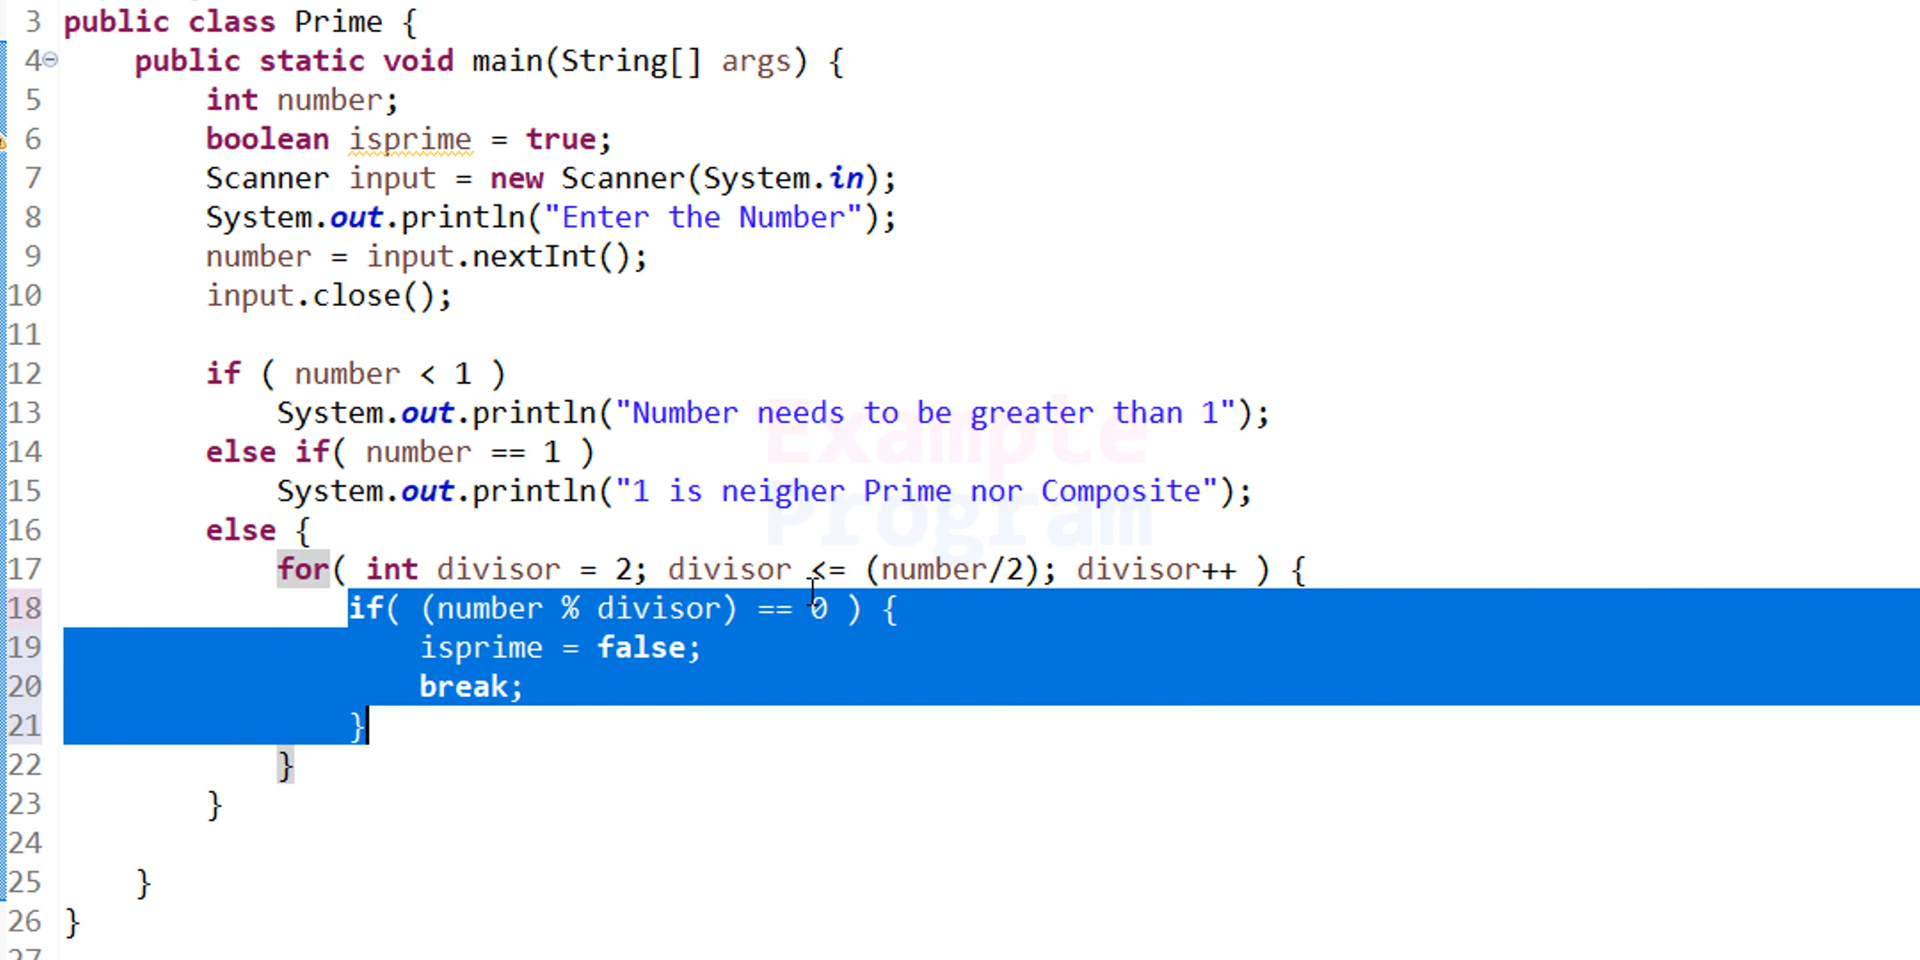 3 public class Prime {
4 public static void main(String[] args) {
5 int number;
6 boolean isprime = true;
7 Scanner input = new Scanner(System.in);
8 System.out.println("Enter the Number");
9 number = input.nextInt();
10 input.close();
11
12 if ( number < 1 )
13 System.out.println("Number needs to be greater than 1");
14 else if( number == 1 )
15 System.out.println("1 is neigher Prime nor Composite");
16 else {
17 for( int divisor = 2; divisor <= (number/2); divisor++ ) {
18 if( (number % divisor) == 0 ) {
19 isprime = false;
20 break;
21 }
22 }
23 }
24
25 }
26 }
27
Example
Program